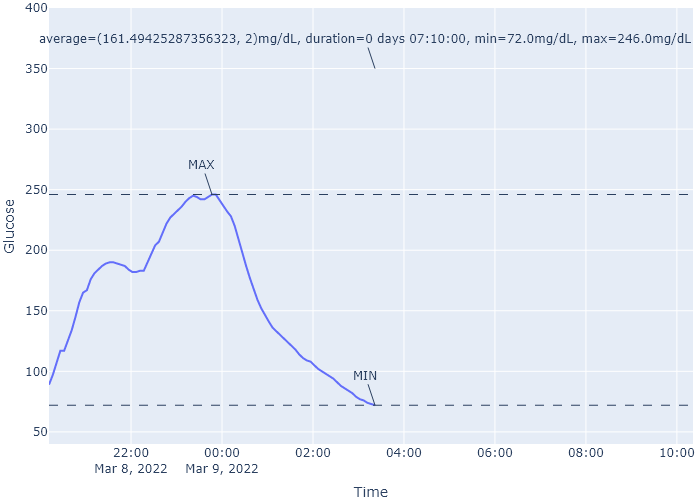 400
average=(161.49425287356323, 2)mg/dL, duration=0 days 07:10:00, min=72.0mg/dL, max=246.0mg/dL
350
300
250
200
150
100
50
MAX
MIN
Glucose
22:00 00:00 02:00 04:00 06:00 08:00 10:00
Mar 8, 2022 Mar 9, 2022
Time